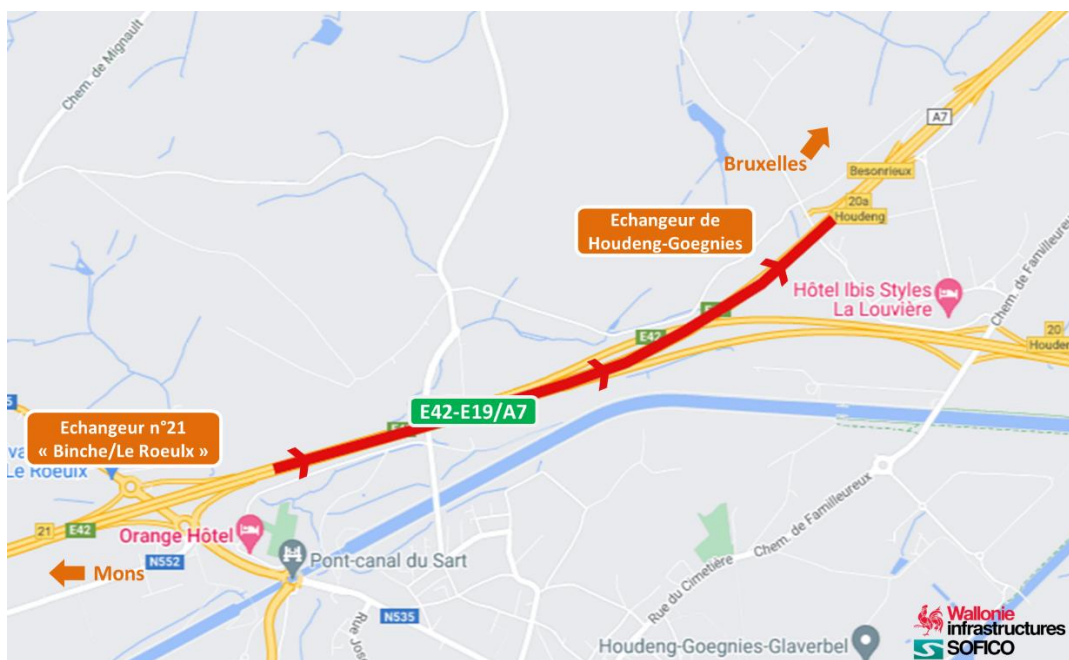 Chem. de Mignault
A7
Bruxelles
Besonrieux
20a
Houdeng
Echangeur de
Houdeng-Goegnies
Chem. de Familleureux
Hôtel Ibis Styles
La Louvière
E42
20
E42-E19/A7
Echangeur n°21
« Binche/Le Roeulx »
Le Roeulx
21
E42
Orange Hôtel
N552
Pont-canal du Sart
Mons
N535
Chem. de Familleureux
Rue du Cimetière
Houdeng-Goegnies-Glaverbel
Wallonie
infrastructures
SOFICO